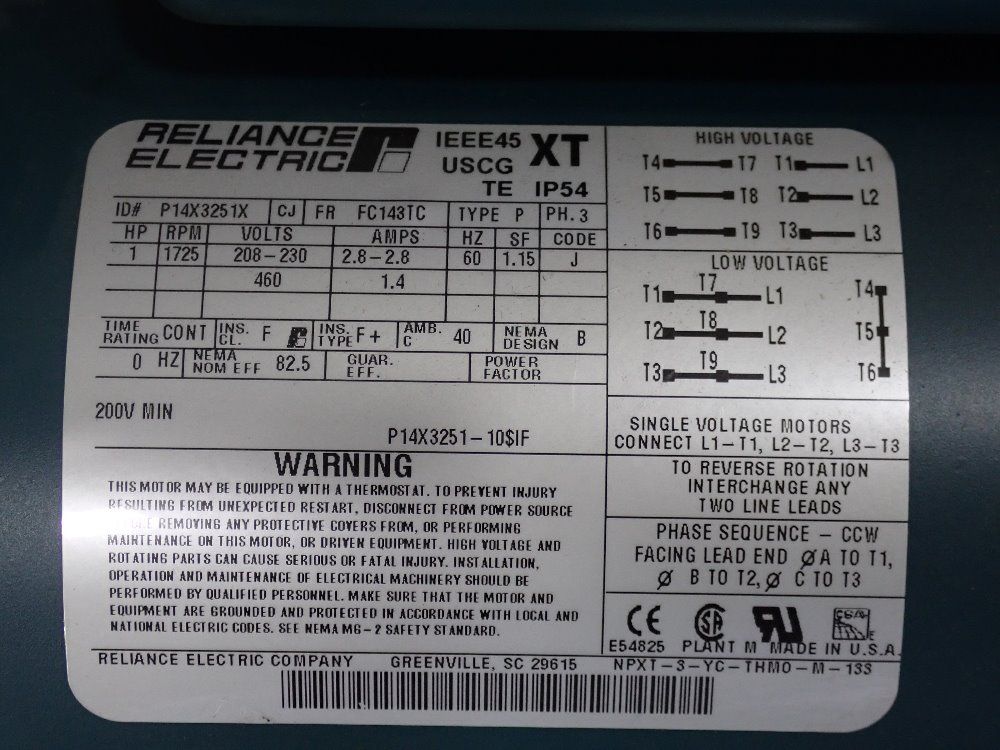 RELIANCE
ELECTRIC
IEEE45 XT
USCG
TE IP54
ID# P14X3251X CJ FR FC143TC TYPE P PH. 3
HP RPM VOLTS AMPS HZ SF CODE
1 1725 208-230 2.8-2.8 60 1.15 J
460 1.4
TIME RATING CONT INS. CL. F INS. TYPE F+ AMB. C 40 NEMA DESIGN B
0 HZ NEMA NOM EFF 82.5 GUAR. EFF. POWER FACTOR
200V MIN
P14X3251-10$IF
WARNING
THIS MOTOR MAY BE EQUIPPED WITH A THERMOSTAT. TO PREVENT INJURY
RESULTING FROM UNEXPECTED RESTART, DISCONNECT FROM POWER SOURCE
REMOVING ANY PROTECTIVE COVERS FROM, OR PERFORMING
MAINTENANCE ON THIS MOTOR, OR DRIVEN EQUIPMENT. HIGH VOLTAGE AND
ROTATING PARTS CAN CAUSE SERIOUS OR FATAL INJURY. INSTALLATION,
OPERATION AND MAINTENANCE OF ELECTRICAL MACHINERY SHOULD BE
PERFORMED BY QUALIFIED PERSONNEL. MAKE SURE THAT THE MOTOR AND
EQUIPMENT ARE GROUNDED AND PROTECTED IN ACCORDANCE WITH LOCAL AND
NATIONAL ELECTRIC CODES. SEE NEMA MG-2 SAFETY STANDARD.
HIGH VOLTAGE
T4 T7 T1 L1
T5 T8 T2 L2
T6 T9 T3 L3
LOW VOLTAGE
T1 T7 L1 T4
T2 T8 L2 T5
T3 T9 L3 T6
SINGLE VOLTAGE MOTORS
CONNECT L1-T1, L2-T2, L3-T3
TO REVERSE ROTATION
INTERCHANGE ANY
TWO LINE LEADS
PHASE SEQUENCE - CCW
FACING LEAD END Ø A TO T1,
Ø B TO T2, Ø C TO T3
CE SA UR CSA
E54825 PLANT M MADE IN U.S.A.
RELIANCE ELECTRIC COMPANY GREENVILLE, SC 29615 NPXT-3-YC-THMO-M-133